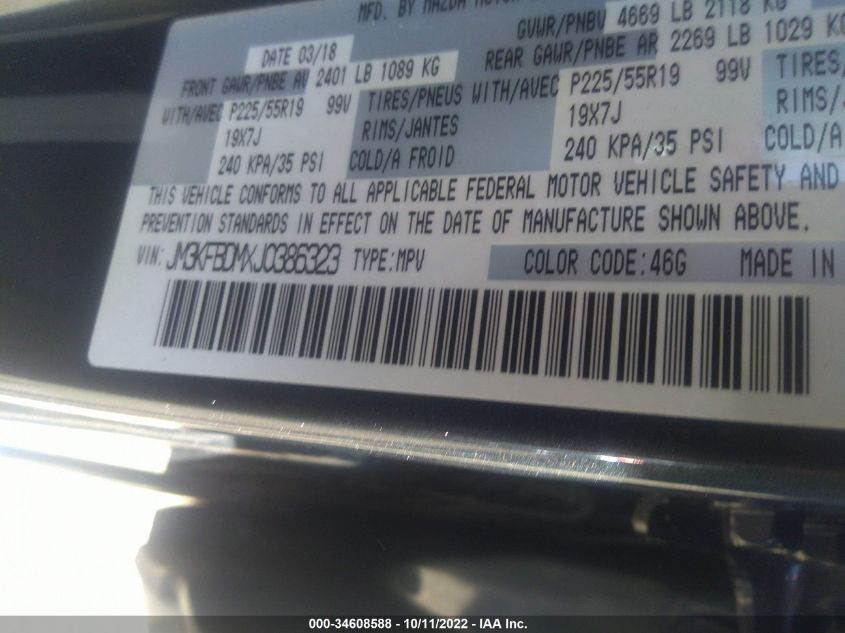 MFD. BY MAZDA MOTOR
GVWR/PNBV 4669 LB 2118 KG
DATE 03/18
REAR GAWR/PNBE AR 2269 LB 1029 KG
FRONT GAWR/PNBE AV 2401 LB 1089 KG
WITH/AVEC P225/55R19 99V TIRES/PNEUS WITH/AVEC P225/55R19 99V TIRES/
19X7J RIMS/JANTES 19X7J RIMS/
240 KPA/35 PSI COLD/A FROID 240 KPA/35 PSI COLD/A
THIS VEHICLE CONFORMS TO ALL APPLICABLE FEDERAL MOTOR VEHICLE SAFETY AND
PREVENTION STANDARDS IN EFFECT ON THE DATE OF MANUFACTURE SHOWN ABOVE.
VIN: JM3KFBDMXJ0386323 TYPE:MPV COLOR CODE:46G MADE IN
000-34608588 - 10/11/2022 - IAA Inc.